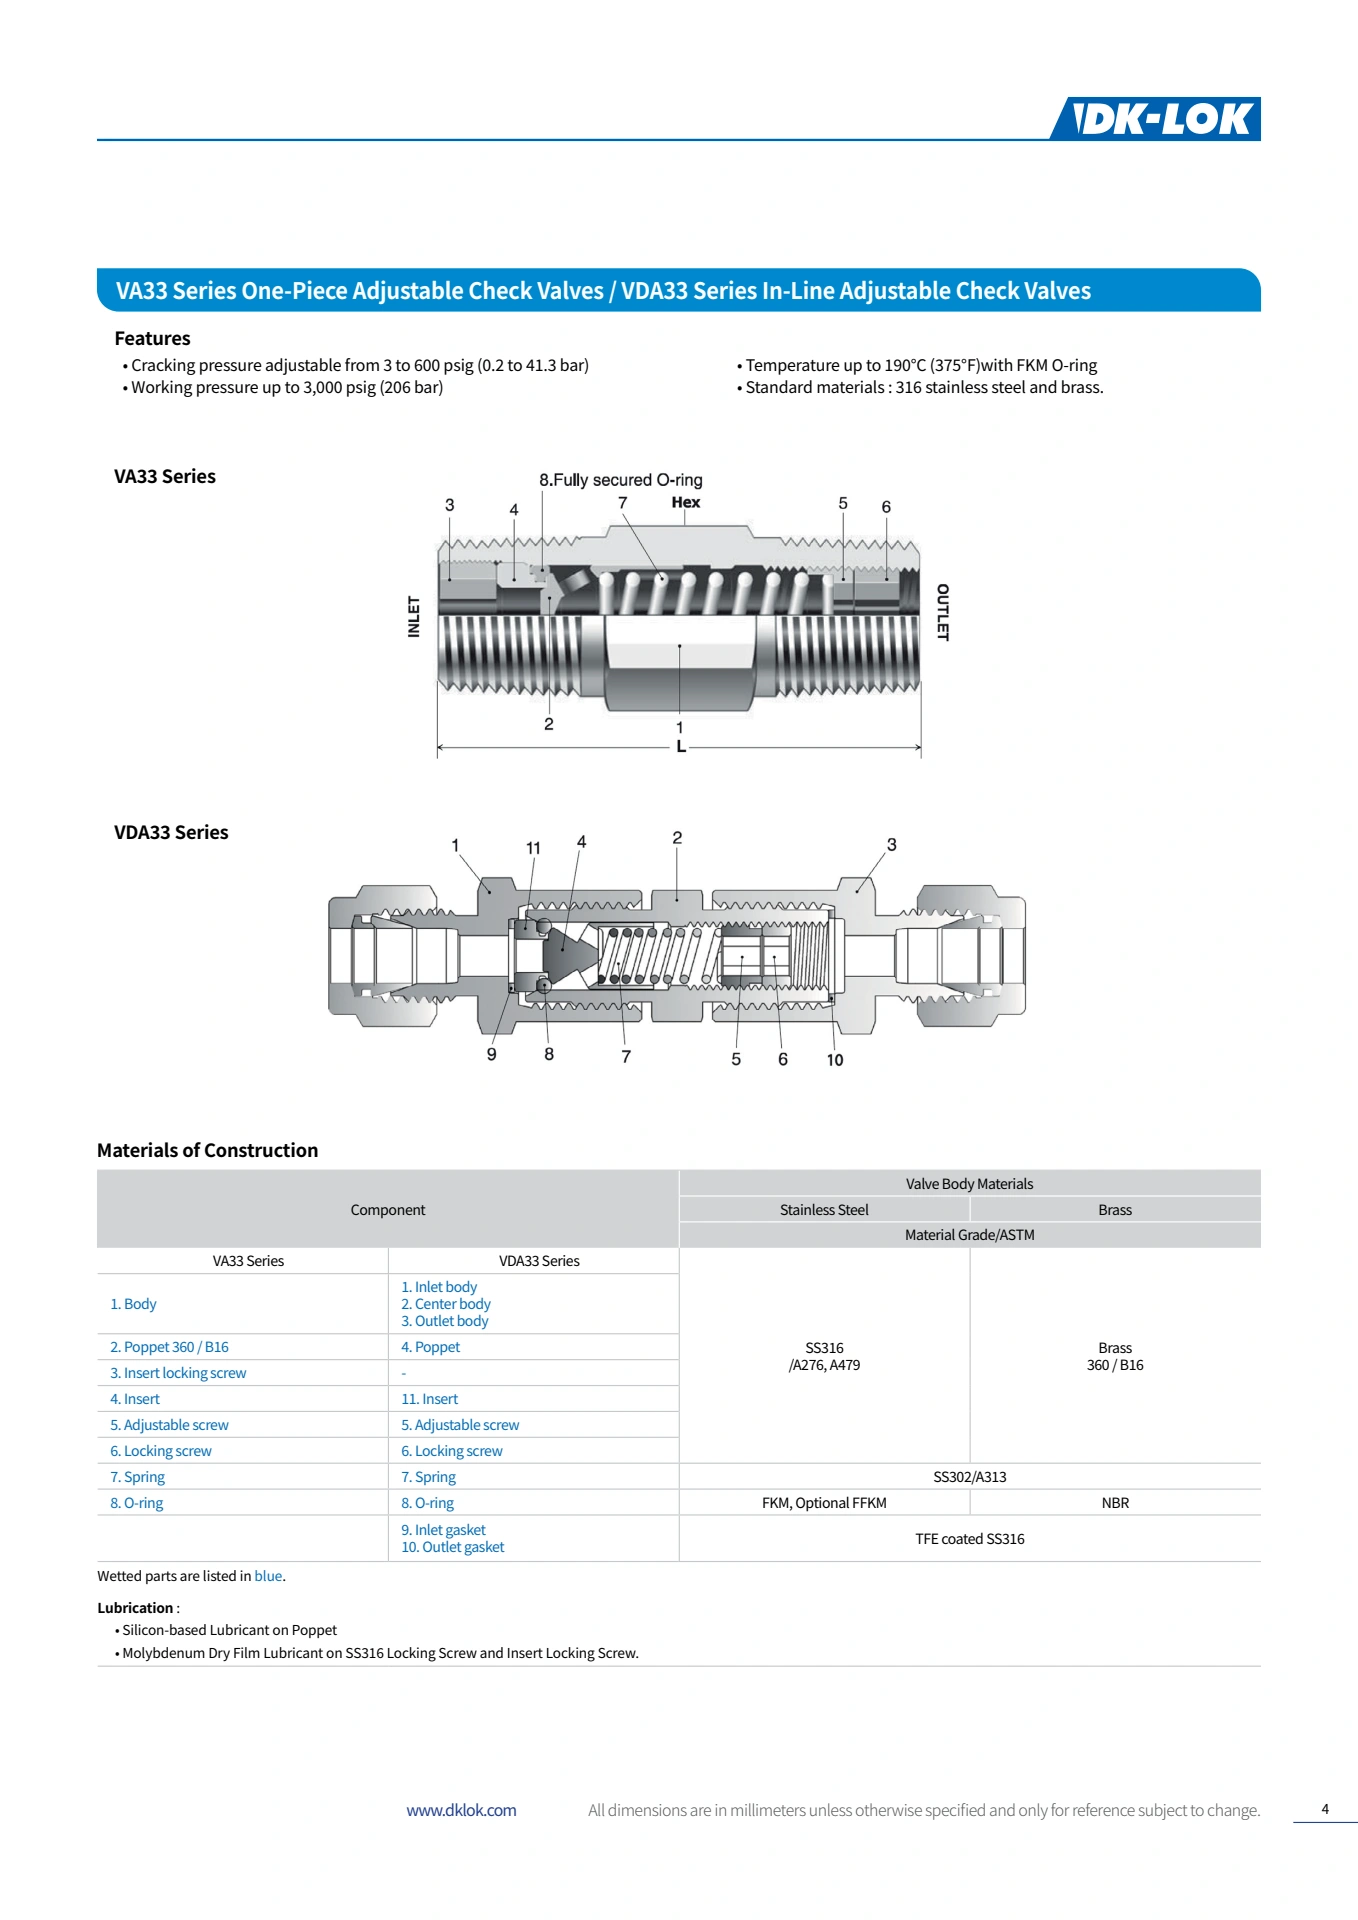 DK-LOK
VA33 Series One-Piece Adjustable Check Valves / VDA33 Series In-Line Adjustable Check Valves
Features
• Cracking pressure adjustable from 3 to 600 psig (0.2 to 41.3 bar)
• Working pressure up to 3,000 psig (206 bar)
• Temperature up to 190°C (375°F)with FKM O-ring
• Standard materials : 316 stainless steel and brass.
VA33 Series
8.Fully secured O-ring
3
4
7
Hex
5
6
INLET
OUTLET
2
1
L
VDA33 Series
1
11
4
2
3
9
8
7
5
6
10
Materials of Construction
Component
Valve Body Materials
Stainless Steel
Brass
Material Grade/ASTM
VA33 Series
VDA33 Series
1. Body
1. Inlet body
2. Center body
3. Outlet body
2. Poppet 360 / B16
4. Poppet
3. Insert locking screw
-
4. Insert
11. Insert
5. Adjustable screw
5. Adjustable screw
6. Locking screw
6. Locking screw
SS316
/A276, A479
Brass
360 / B16
7. Spring
7. Spring
SS302/A313
8. O-ring
8. O-ring
FKM, Optional FFKM
NBR
9. Inlet gasket
10. Outlet gasket
TFE coated SS316
Wetted parts are listed in blue.
Lubrication :
• Silicon-based Lubricant on Poppet
• Molybdenum Dry Film Lubricant on SS316 Locking Screw and Insert Locking Screw.
www.dklok.com
All dimensions are in millimeters unless otherwise specified and only for reference subject to change.
4